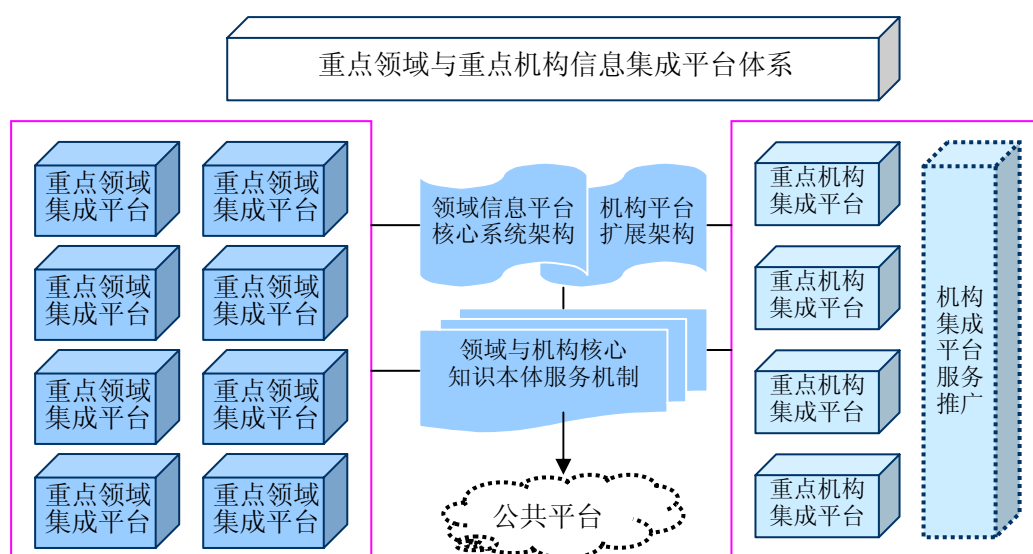 重点领域与重点机构信息集成平台体系
重点领域
集成平台
重点领域
集成平台
重点领域
集成平台
重点领域
集成平台
重点领域
集成平台
重点领域
集成平台
重点领域
集成平台
重点领域
集成平台
领域信息平台
核心系统架构
机构平台
扩展架构
领域与机构核心
知识本体服务机制
公共平台
重点机构
集成平台
重点机构
集成平台
重点机构
集成平台
重点机构
集成平台
机构
集成
平台
服务
推广